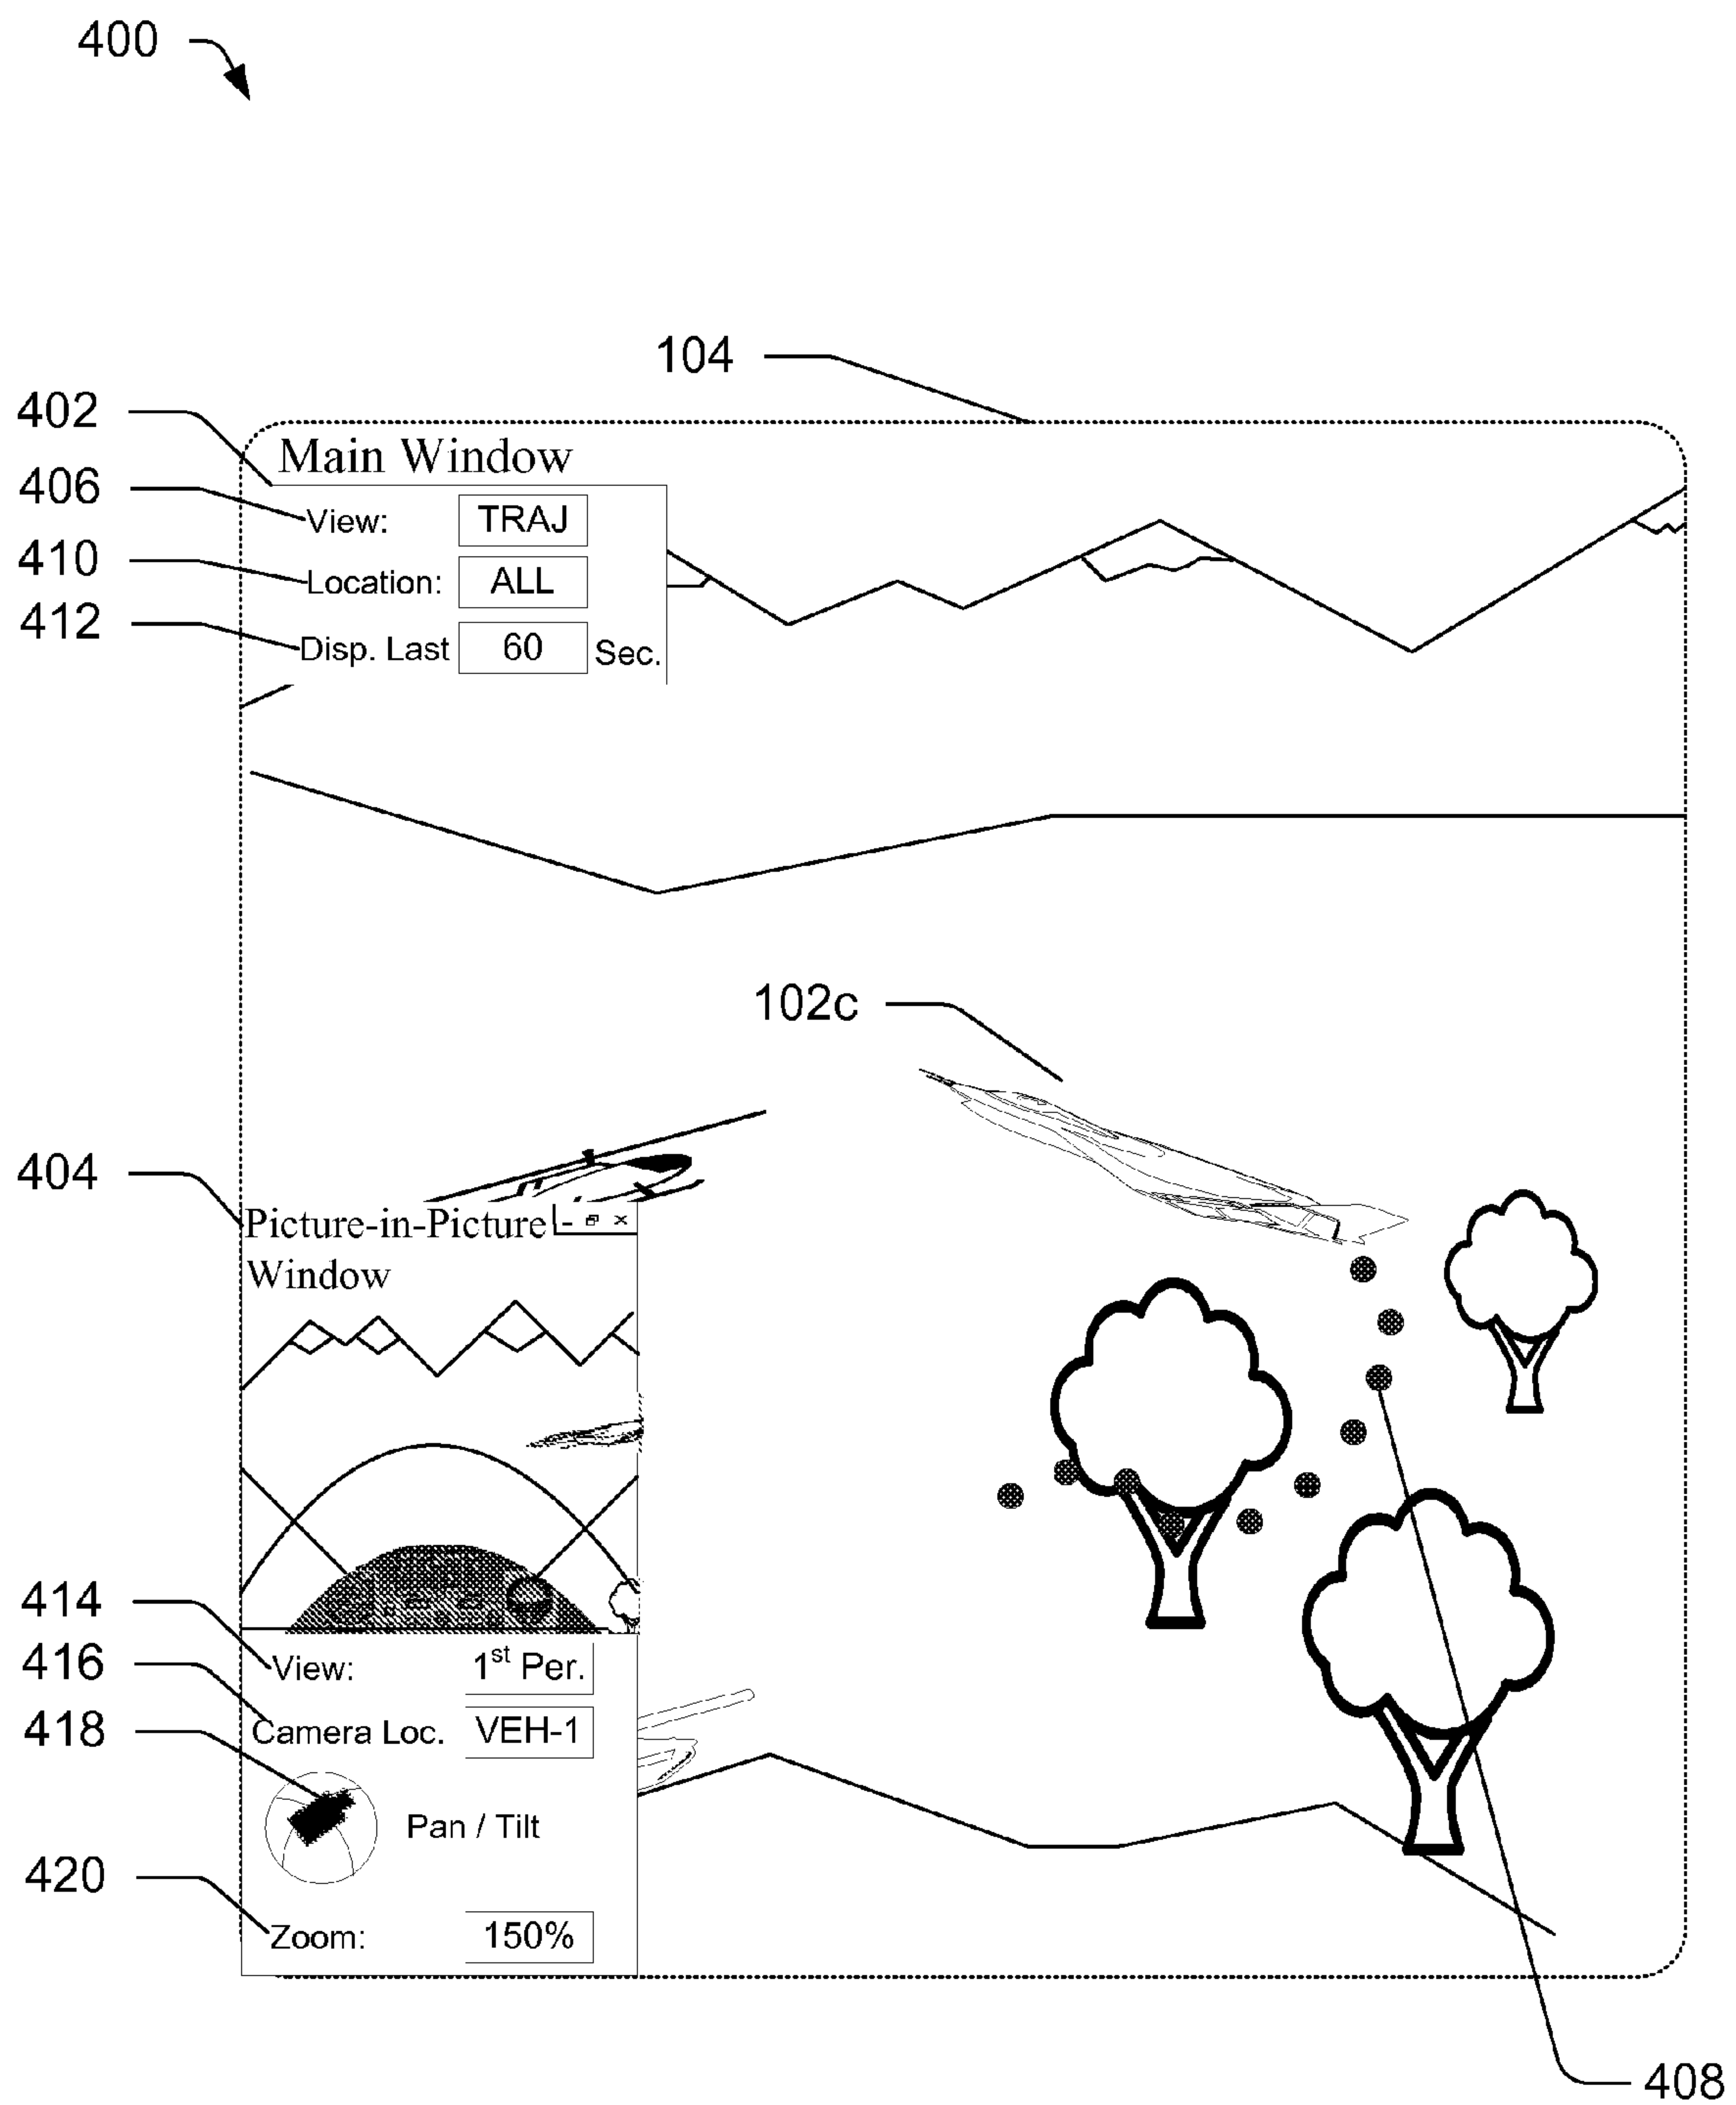 400
104
402
Main Window
406
View: TRAJ
410
Location: ALL
412
Disp. Last 60 Sec.
102c
404
Picture-in-Picture
Window
414
View: 1st Per.
416
Camera Loc. VEH-1
418
Pan / Tilt
420
Zoom: 150%
408